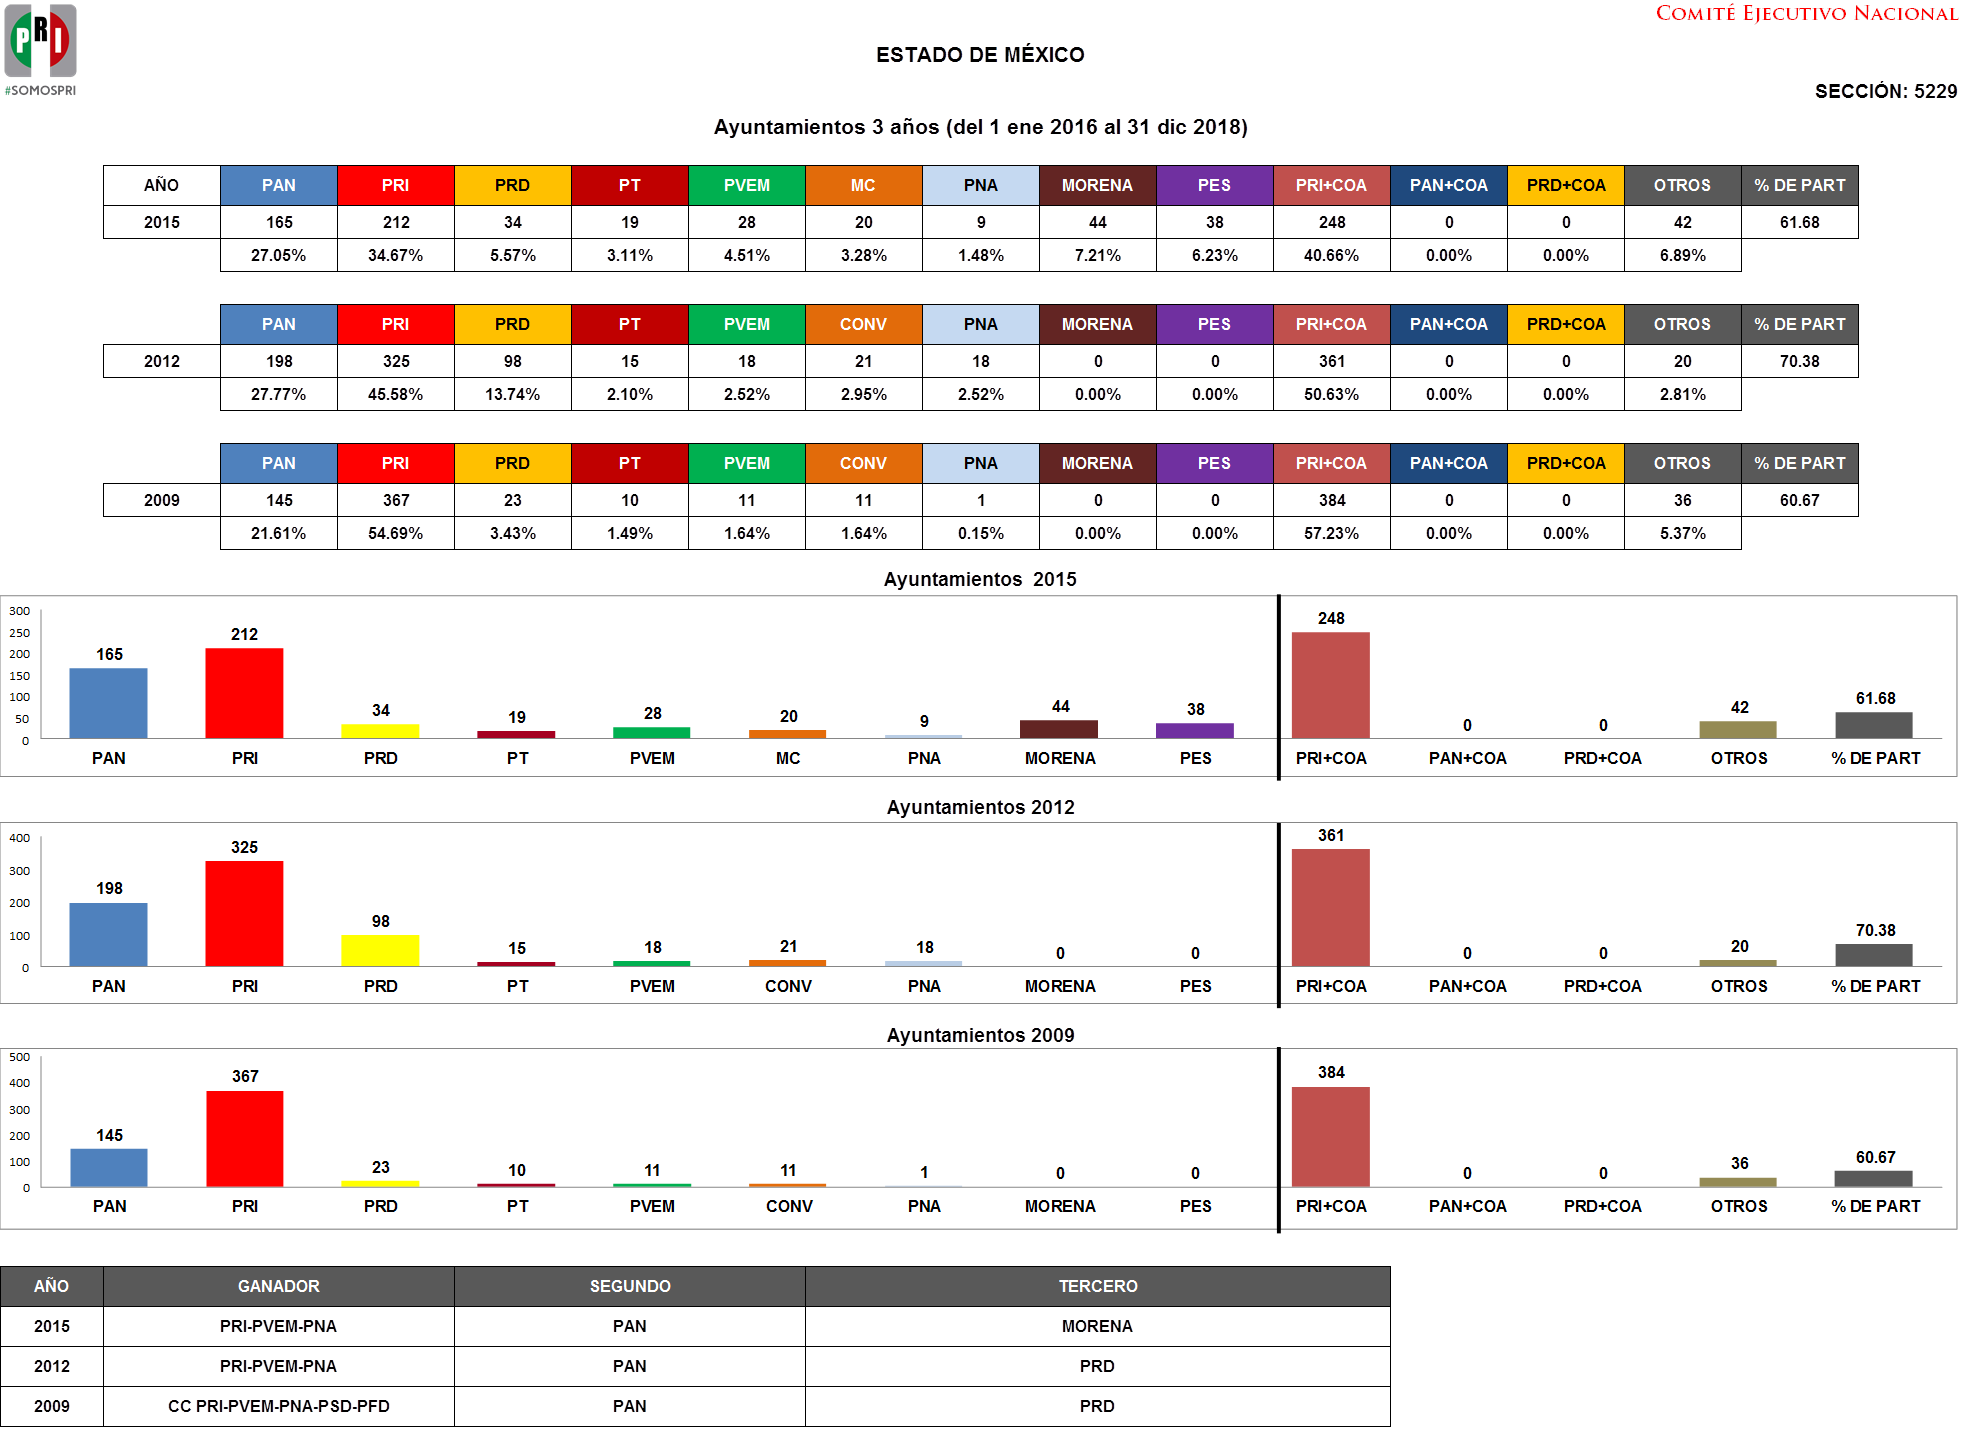 PRI
#SOMOSPRI
COMITÉ EJECUTIVO NACIONAL
ESTADO DE MÉXICO
SECCIÓN: 5229
Ayuntamientos 3 años (del 1 ene 2016 al 31 dic 2018)
AÑO PAN PRI PRD PT PVEM MC PNA MORENA PES PRI+COA PAN+COA PRD+COA OTROS % DE PART
2015 165 212 34 19 28 20 9 44 38 248 0 0 42 61.68
27.05% 34.67% 5.57% 3.11% 4.51% 3.28% 1.48% 7.21% 6.23% 40.66% 0.00% 0.00% 6.89%
PAN PRI PRD PT PVEM CONV PNA MORENA PES PRI+COA PAN+COA PRD+COA OTROS % DE PART
2012 198 325 98 15 18 21 18 0 0 361 0 0 20 70.38
27.77% 45.58% 13.74% 2.10% 2.52% 2.95% 2.52% 0.00% 0.00% 50.63% 0.00% 0.00% 2.81%
PAN PRI PRD PT PVEM CONV PNA MORENA PES PRI+COA PAN+COA PRD+COA OTROS % DE PART
2009 145 367 23 10 11 11 1 0 0 384 0 0 36 60.67
21.61% 54.69% 3.43% 1.49% 1.64% 1.64% 0.15% 0.00% 0.00% 57.23% 0.00% 0.00% 5.37%
Ayuntamientos 2015
300
250
200
150
100
50
0
165 212 34 19 28 20 9 44 38 248 0 0 42 61.68
PAN PRI PRD PT PVEM MC PNA MORENA PES PRI+COA PAN+COA PRD+COA OTROS % DE PART
Ayuntamientos 2012
400
300
200
100
0
198 325 98 15 18 21 18 0 0 361 0 0 20 70.38
PAN PRI PRD PT PVEM CONV PNA MORENA PES PRI+COA PAN+COA PRD+COA OTROS % DE PART
Ayuntamientos 2009
500
400
300
200
100
0
145 367 23 10 11 11 1 0 0 384 0 0 36 60.67
PAN PRI PRD PT PVEM CONV PNA MORENA PES PRI+COA PAN+COA PRD+COA OTROS % DE PART
AÑO GANADOR SEGUNDO TERCERO
2015 PRI-PVEM-PNA PAN MORENA
2012 PRI-PVEM-PNA PAN PRD
2009 CC PRI-PVEM-PNA-PSD-PFD PAN PRD